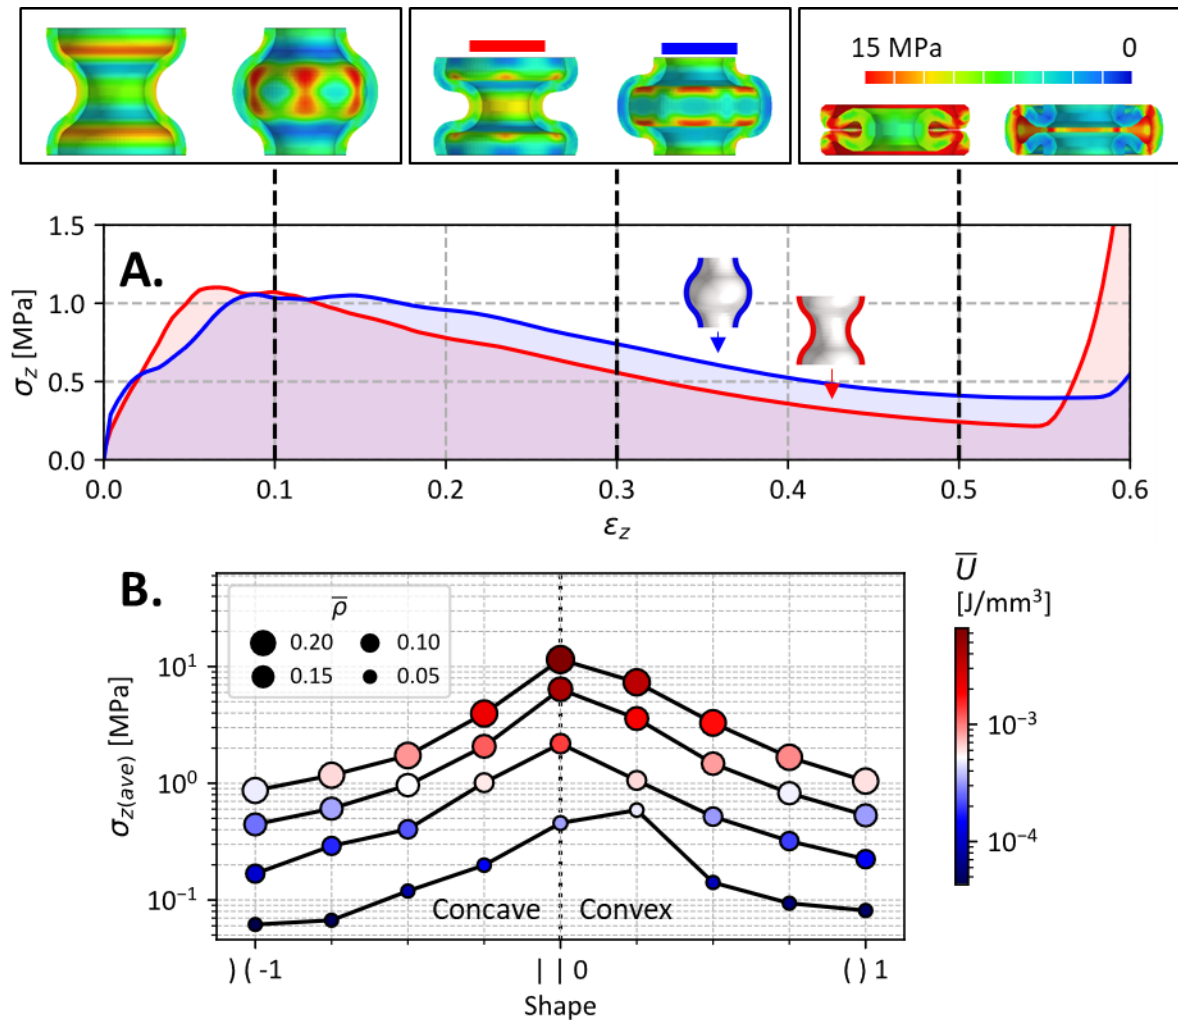 15 MPa 0
A.
σz [MPa]
1.5
1.0
0.5
0.0
0.0 0.1 0.2 0.3 0.4 0.5 0.6
εz
B.
ρ̅
0.20 0.10
0.15 0.05
σz(ave) [MPa]
10¹
10⁰
10⁻¹
Concave Convex
) ( -1 | | 0 ( ) 1
Shape
U̅
[J/mm³]
10⁻³
10⁻⁴